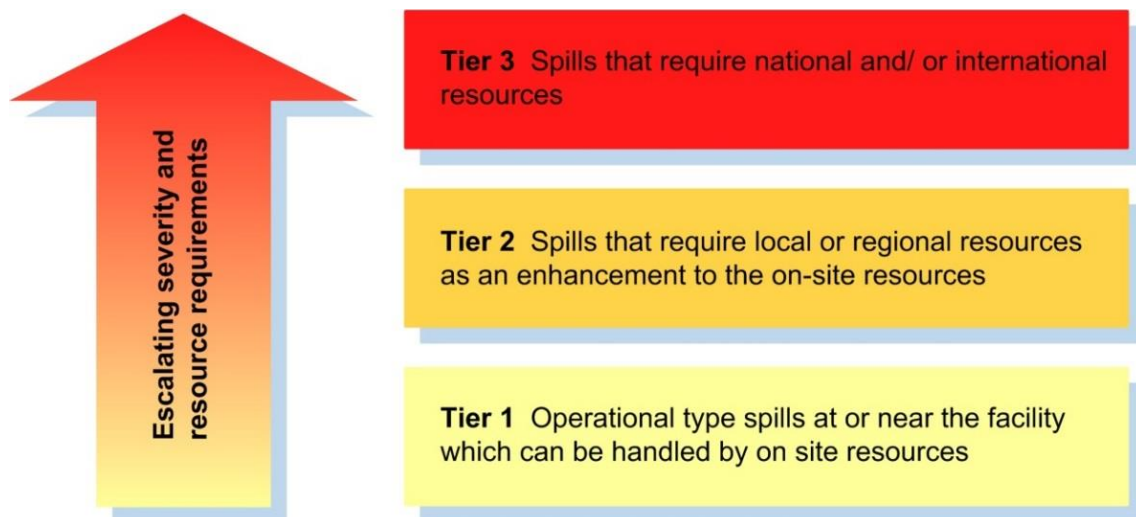 Escalating severity and
resource requirements
Tier 3 Spills that require national and/ or international
resources
Tier 2 Spills that require local or regional resources
as an enhancement to the on-site resources
Tier 1 Operational type spills at or near the facility
which can be handled by on site resources